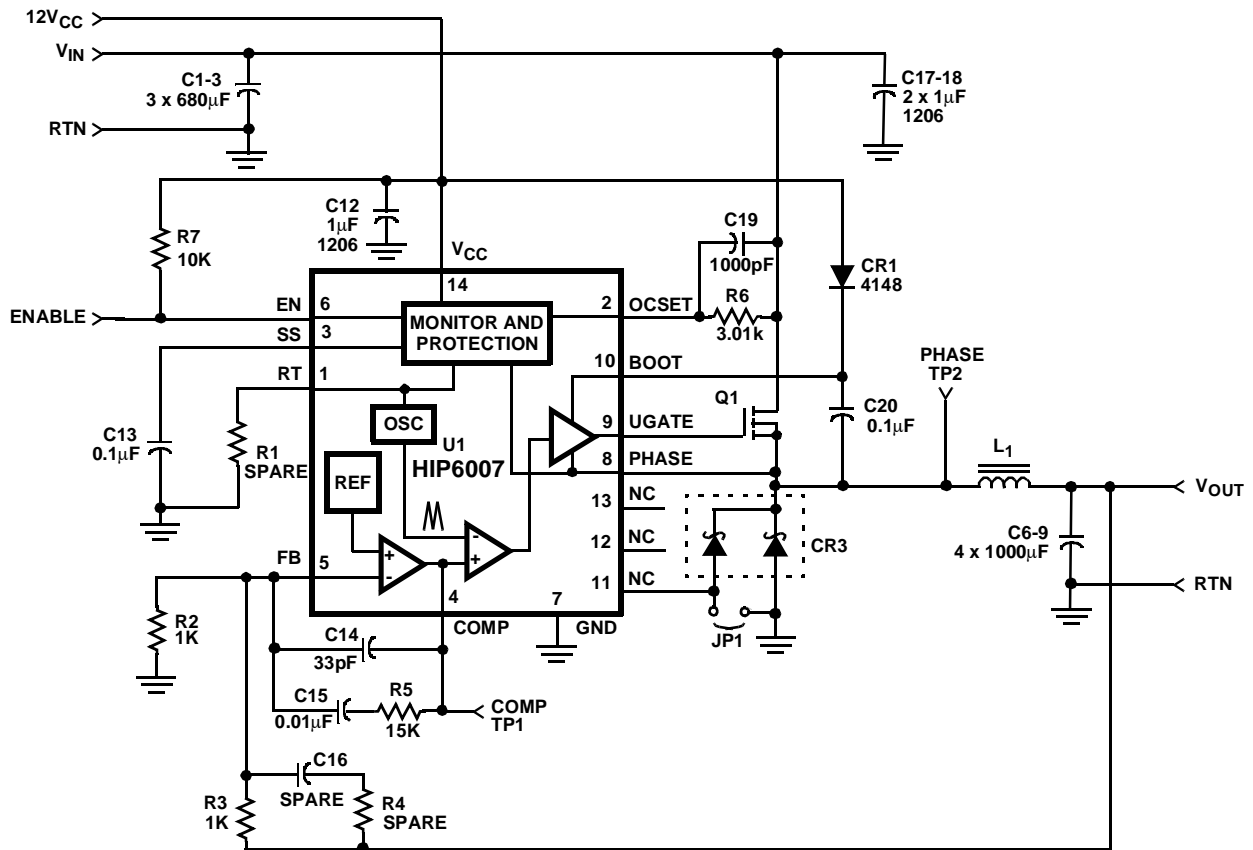 12VCC
VIN
C1-3
3 x 680µF
RTN
C17-18
2 x 1µF
1206
C12
1µF
1206
R7
10K
VCC
14
C19
1000pF
CR1
4148
EN
6
2
OCSET
R6
3.01k
ENABLE
MONITOR AND
PROTECTION
SS
3
PHASE
TP2
10
BOOT
RT
1
Q1
C20
0.1µF
OSC
9
UGATE
C13
0.1µF
R1
SPARE
U1
HIP6007
8
PHASE
L1
REF
13
NC
VOUT
12
NC
CR3
C6-9
4 x 1000µF
+
-
-
+
FB
5
11
NC
RTN
4
7
R2
1K
COMP
GND
JP1
C14
33pF
C15
0.01µF
R5
15K
COMP
TP1
C16
SPARE
R3
1K
R4
SPARE